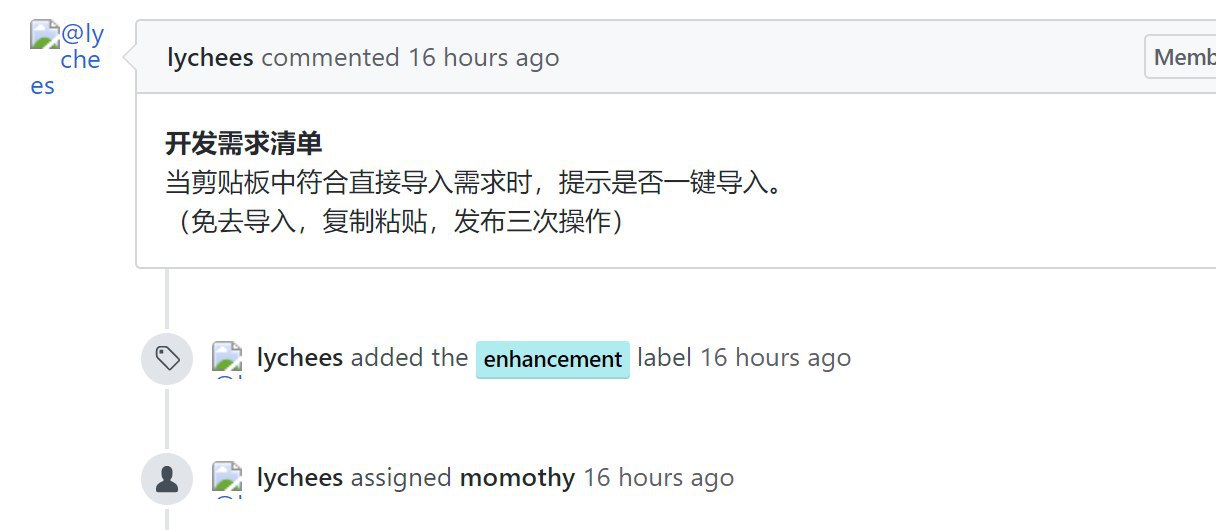 @ly
che
es
lychees commented 16 hours ago
Memb
开发需求清单
当剪贴板中符合直接导入需求时，提示是否一键导入。
（免去导入，复制粘贴，发布三次操作）
lychees added the enhancement label 16 hours ago
lychees assigned momothy 16 hours ago